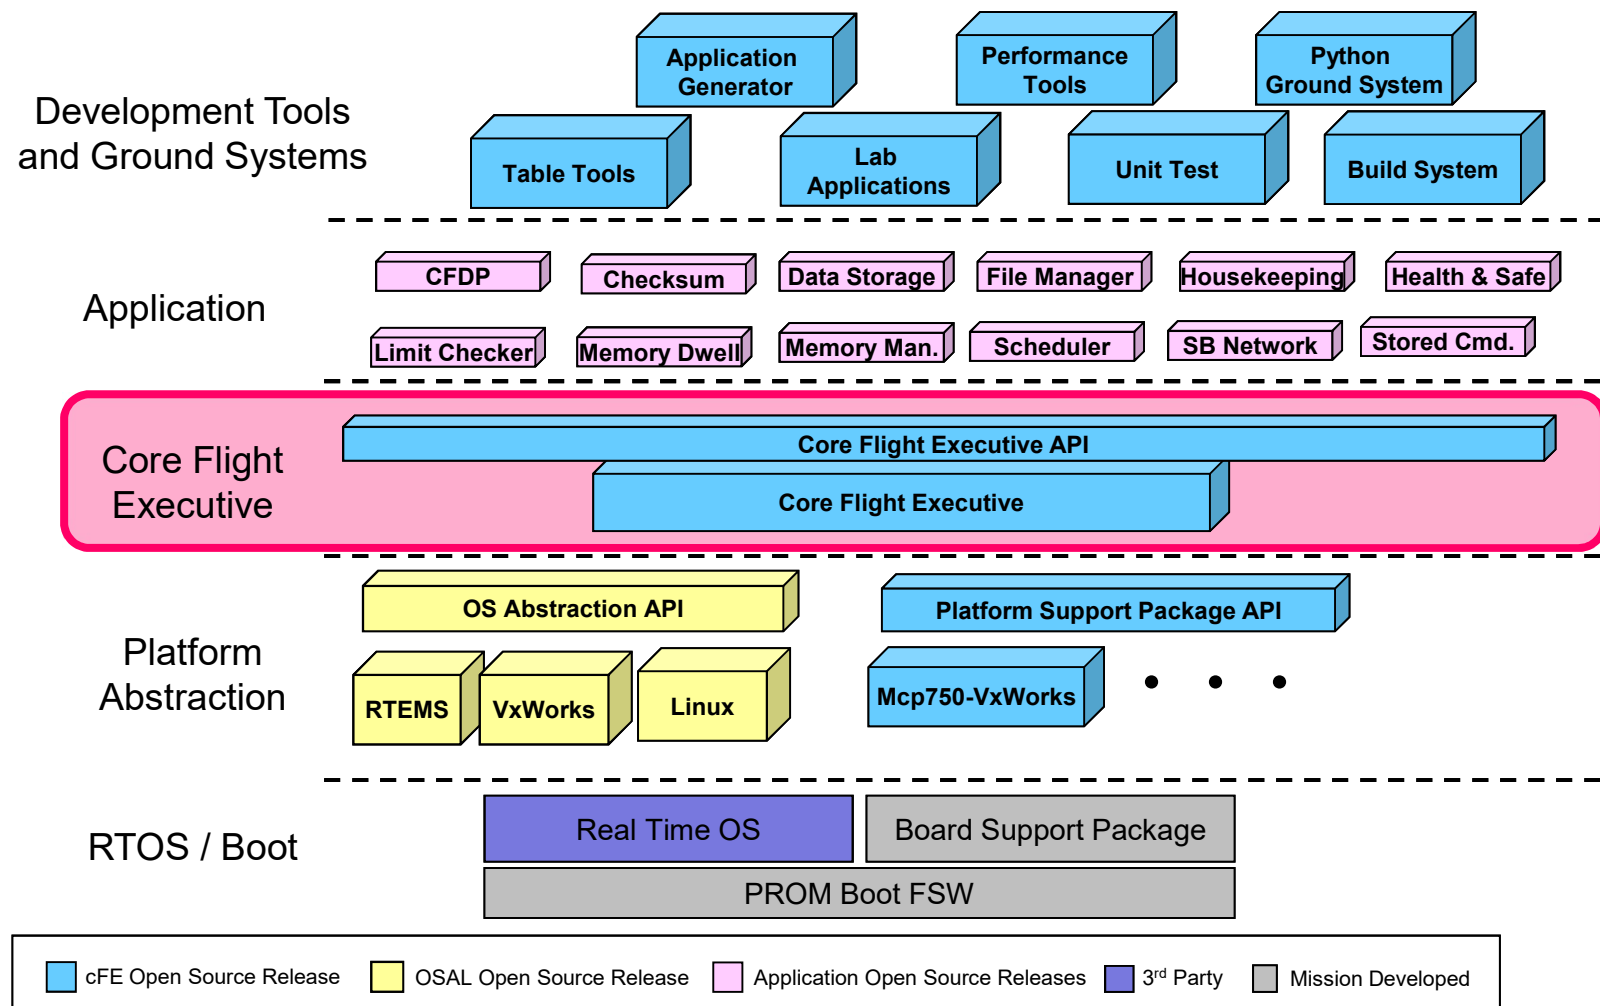 Development Tools
and Ground Systems
Application
Generator
Performance
Tools
Python
Ground System
Table Tools
Lab
Applications
Unit Test
Build System
Application
CFDP
Checksum
Data Storage
File Manager
Housekeeping
Health & Safe
Limit Checker
Memory Dwell
Memory Man.
Scheduler
SB Network
Stored Cmd.
Core Flight
Executive
Core Flight Executive API
Core Flight Executive
Platform
Abstraction
OS Abstraction API
Platform Support Package API
RTEMS
VxWorks
Linux
Mcp750-VxWorks
• • •
RTOS / Boot
Real Time OS
Board Support Package
PROM Boot FSW
cFE Open Source Release
OSAL Open Source Release
Application Open Source Releases
3rd Party
Mission Developed